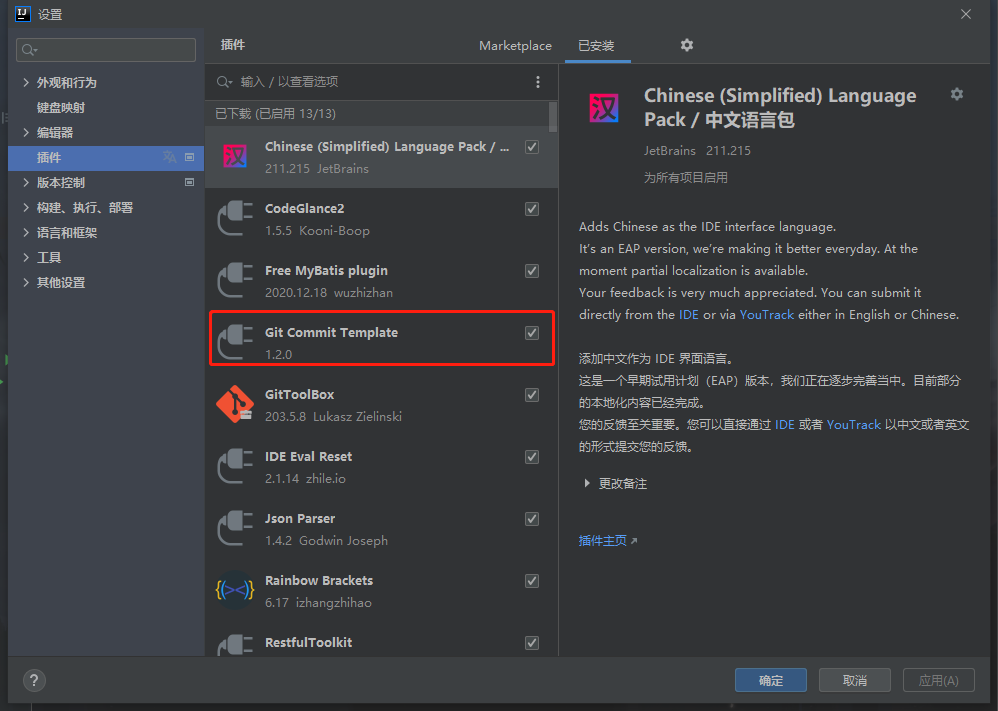 设置
外观和行为
键盘映射
编辑器
插件
版本控制
构建、执行、部署
语言和框架
工具
其他设置
插件
Marketplace
已安装
输入 / 以查看选项
已下载 (已启用 13/13)
汉
Chinese (Simplified) Language Pack / ...
211.215 JetBrains
CodeGlance2
1.5.5 Kooni-Boop
Free MyBatis plugin
2020.12.18 wuzhizhan
Git Commit Template
1.2.0
GitToolBox
203.5.8 Lukasz Zielinski
IDE Eval Reset
2.1.14 zhile.io
Json Parser
1.4.2 Godwin Joseph
Rainbow Brackets
6.17 izhangzhihao
RestfulToolkit
汉
Chinese (Simplified) Language
Pack / 中文语言包
JetBrains 211.215
为所有项目启用
Adds Chinese as the IDE interface language.
It's an EAP version, we're making it better everyday. At the
moment partial localization is available.
Your feedback is very much appreciated. You can submit it
directly from the IDE or via YouTrack either in English or Chinese.
添加中文作为 IDE 界面语言。
这是一个早期试用计划（EAP）版本，我们正在逐步完善当中。目前部分
的本地化内容已经完成。
您的反馈至关重要。您可以直接通过 IDE 或者 YouTrack 以中文或者英文
的形式提交您的反馈。
更改备注
插件主页
?
确定
取消
应用(A)